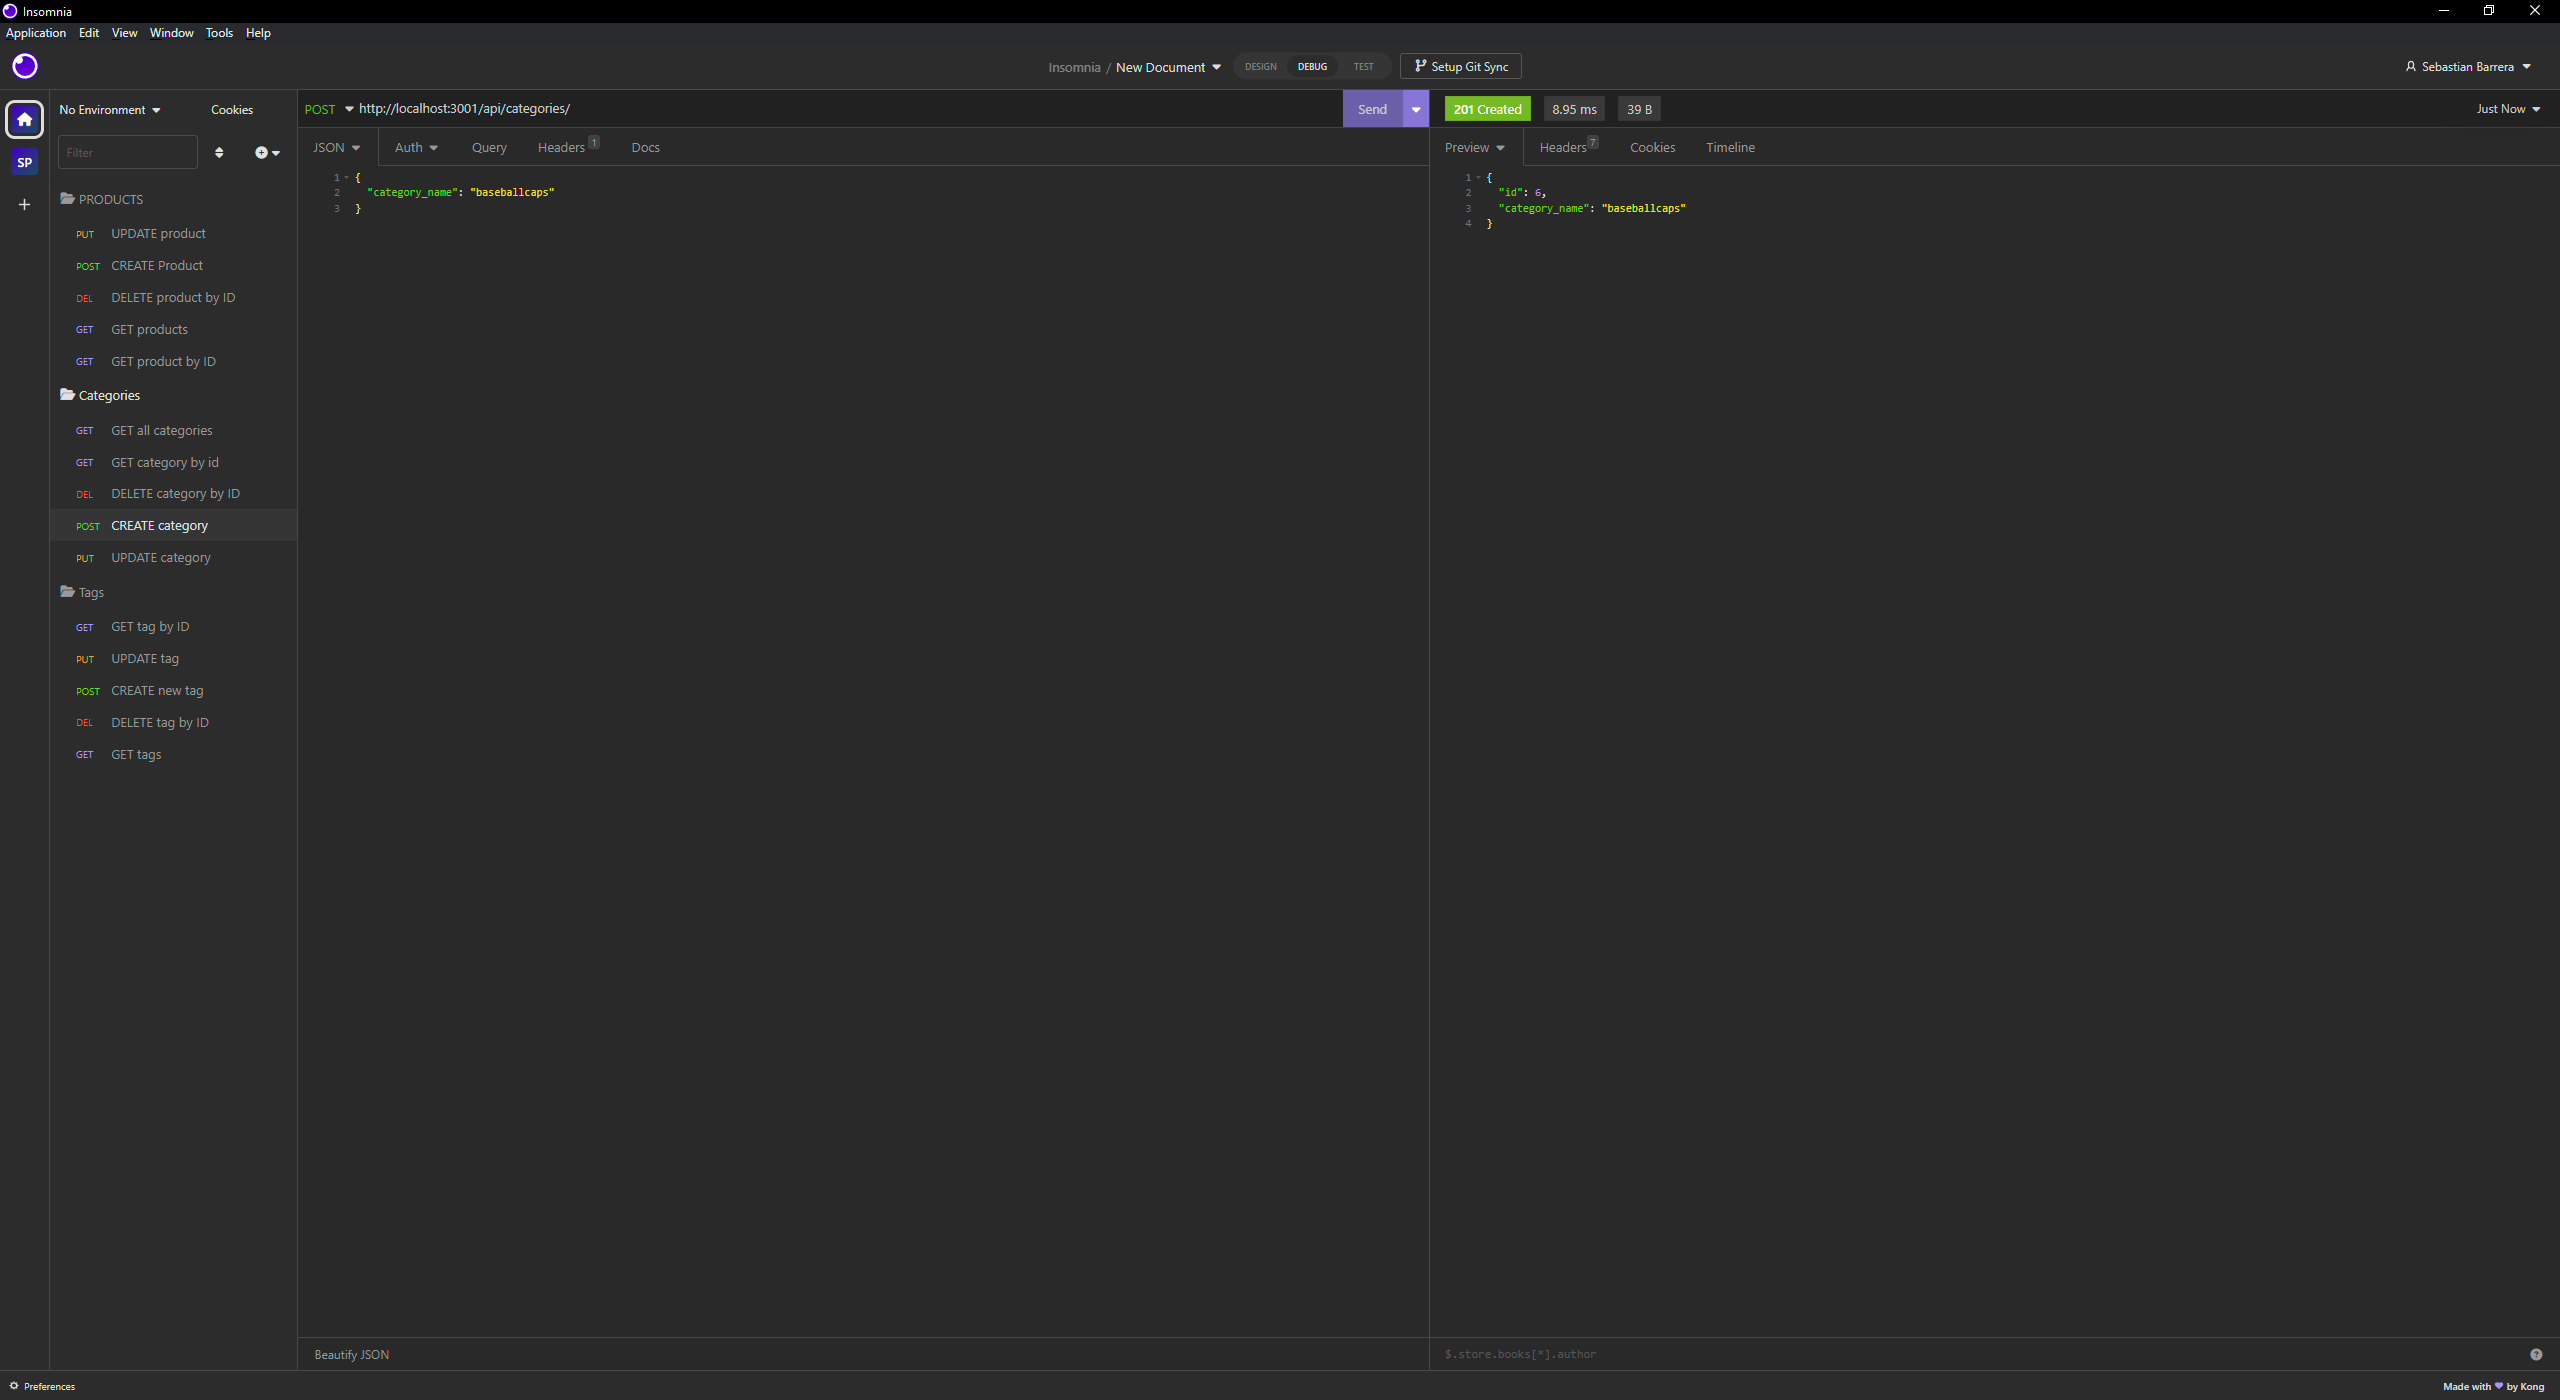 Insomnia
Application Edit View Window Tools Help
Insomnia / New Document DESIGN DEBUG TEST Setup Git Sync Sebastian Barrera
No Environment Cookies
Filter
SP
PRODUCTS
PUT UPDATE product
POST CREATE Product
DEL DELETE product by ID
GET GET products
GET GET product by ID
Categories
GET GET all categories
GET GET category by id
DEL DELETE category by ID
POST CREATE category
PUT UPDATE category
Tags
GET GET tag by ID
PUT UPDATE tag
POST CREATE new tag
DEL DELETE tag by ID
GET GET tags
POST http://localhost:3001/api/categories/ Send
JSON Auth Query Headers 1 Docs
1 {
2 "category_name": "baseballcaps"
3 }
Beautify JSON
201 Created 8.95 ms 39 B Just Now
Preview Headers 7 Cookies Timeline
1 {
2 "id": 6,
3 "category_name": "baseballcaps"
4 }
$.store.books[*].author
Preferences
Made with ♥ by Kong